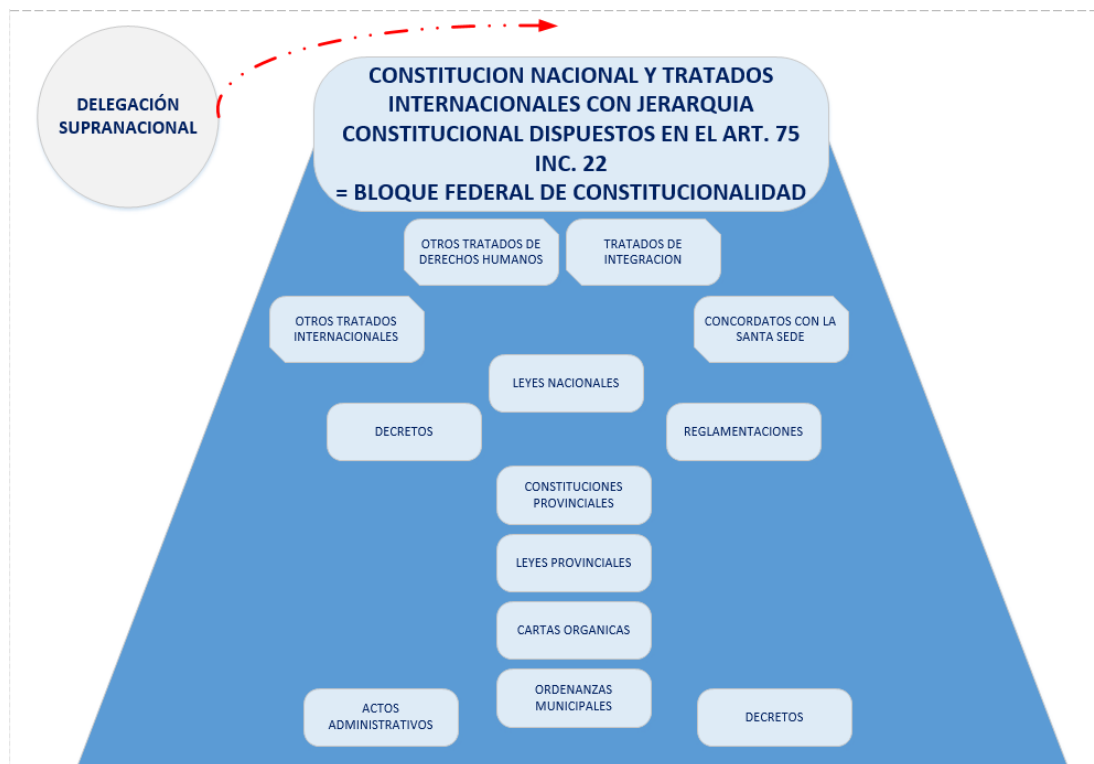 DELEGACIÓN
SUPRANACIONAL
CONSTITUCION NACIONAL Y TRATADOS
INTERNACIONALES CON JERARQUIA
CONSTITUCIONAL DISPUESTOS EN EL ART. 75
INC. 22
= BLOQUE FEDERAL DE CONSTITUCIONALIDAD
OTROS TRATADOS DE
DERECHOS HUMANOS
TRATADOS DE
INTEGRACION
OTROS TRATADOS
INTERNACIONALES
CONCORDATOS CON LA
SANTA SEDE
LEYES NACIONALES
DECRETOS
REGLAMENTACIONES
CONSTITUCIONES
PROVINCIALES
LEYES PROVINCIALES
CARTAS ORGANICAS
ORDENANZAS
MUNICIPALES
ACTOS
ADMINISTRATIVOS
DECRETOS